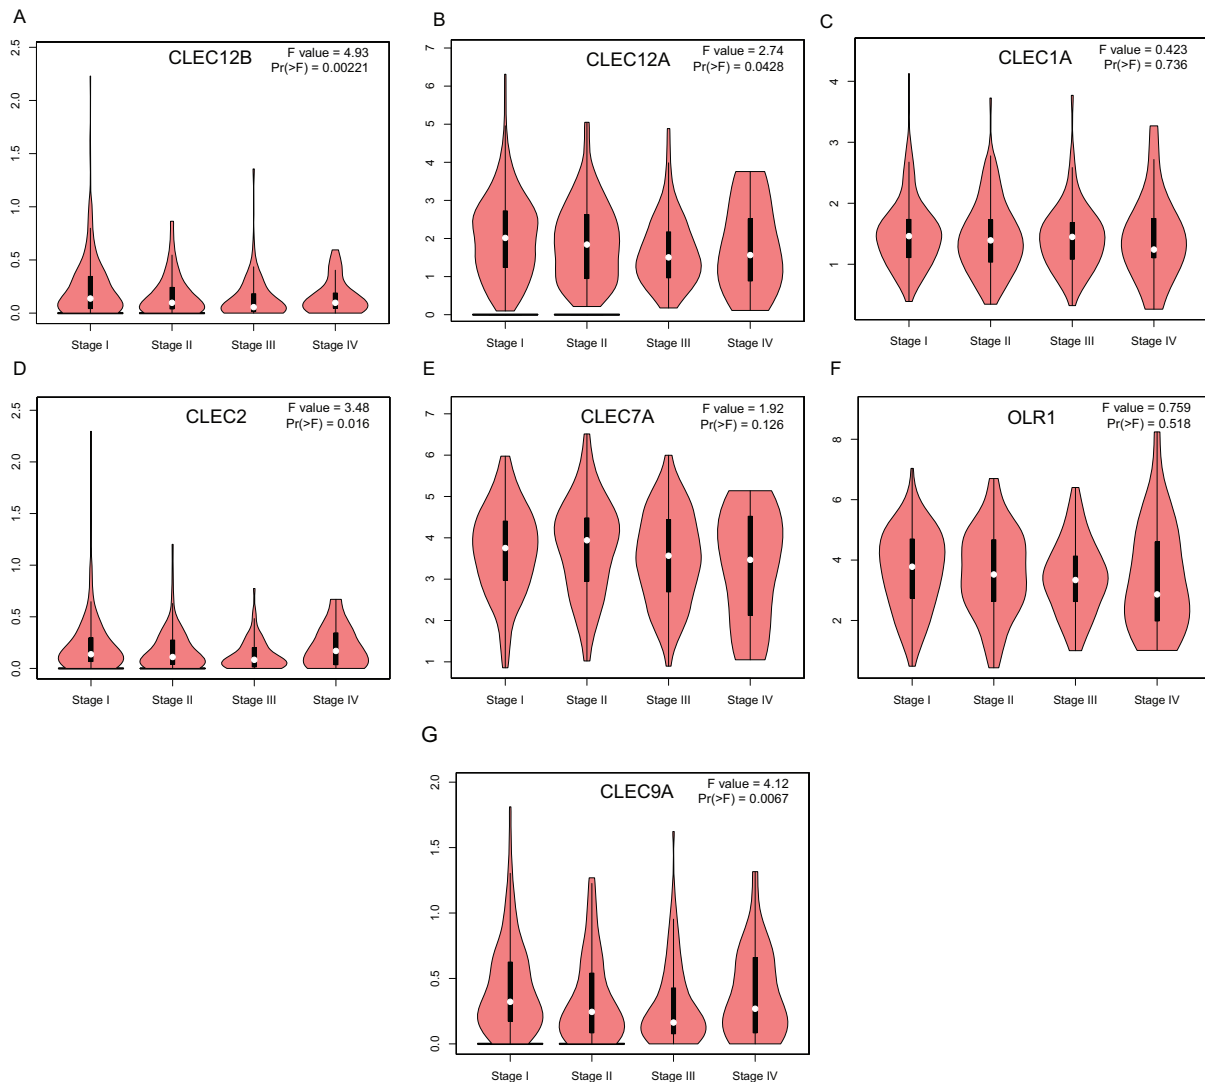 A
CLEC12B
F value = 4.93
Pr(>F) = 0.00221
2.5
2.0
1.5
1.0
0.5
0.0
Stage I
Stage II
Stage III
Stage IV
B
CLEC12A
F value = 2.74
Pr(>F) = 0.0428
7
6
5
4
3
2
1
0
Stage I
Stage II
Stage III
Stage IV
C
CLEC1A
F value = 0.423
Pr(>F) = 0.736
4
3
2
1
Stage I
Stage II
Stage III
Stage IV
D
CLEC2
F value = 3.48
Pr(>F) = 0.016
2.5
2.0
1.5
1.0
0.5
0.0
Stage I
Stage II
Stage III
Stage IV
E
CLEC7A
F value = 1.92
Pr(>F) = 0.126
7
6
5
4
3
2
1
Stage I
Stage II
Stage III
Stage IV
F
OLR1
F value = 0.759
Pr(>F) = 0.518
8
6
4
2
Stage I
Stage II
Stage III
Stage IV
G
CLEC9A
F value = 4.12
Pr(>F) = 0.0067
2.0
1.5
1.0
0.5
0.0
Stage I
Stage II
Stage III
Stage IV